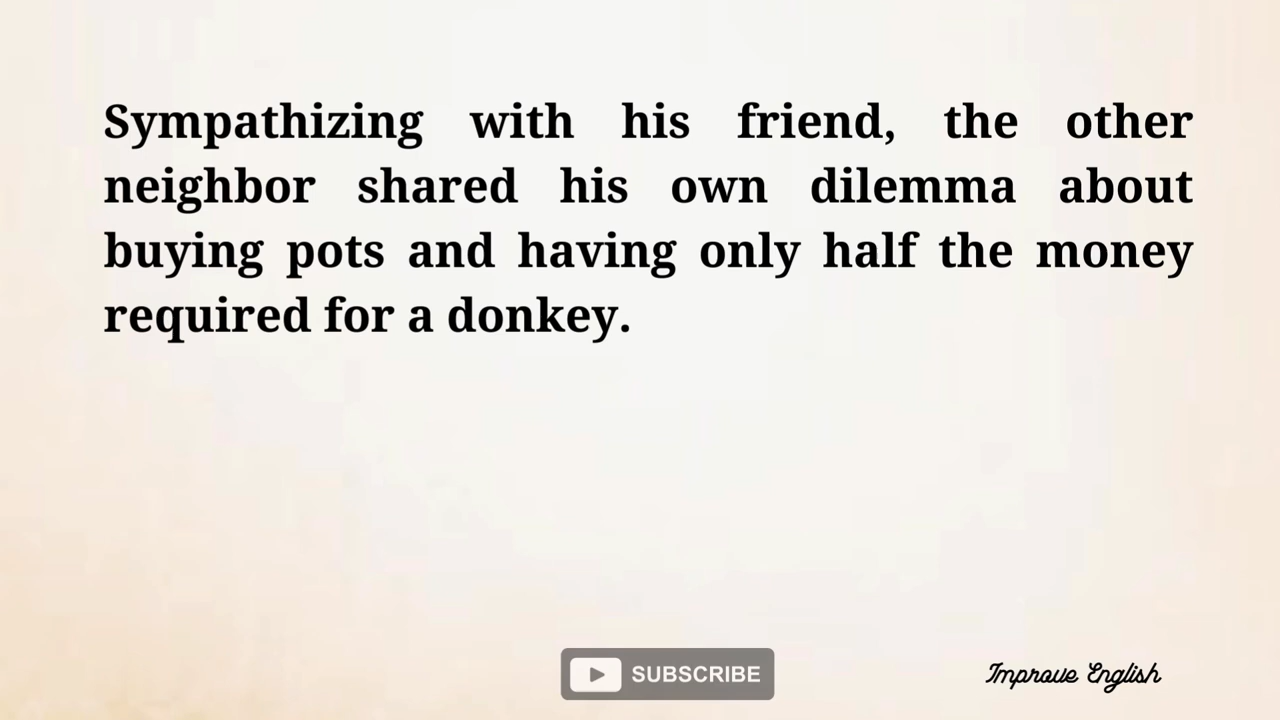 Sympathizing with his friend, the other
neighbor shared his own dilemma about
buying pots and having only half the money
required for a donkey.
SUBSCRIBE
Improve English